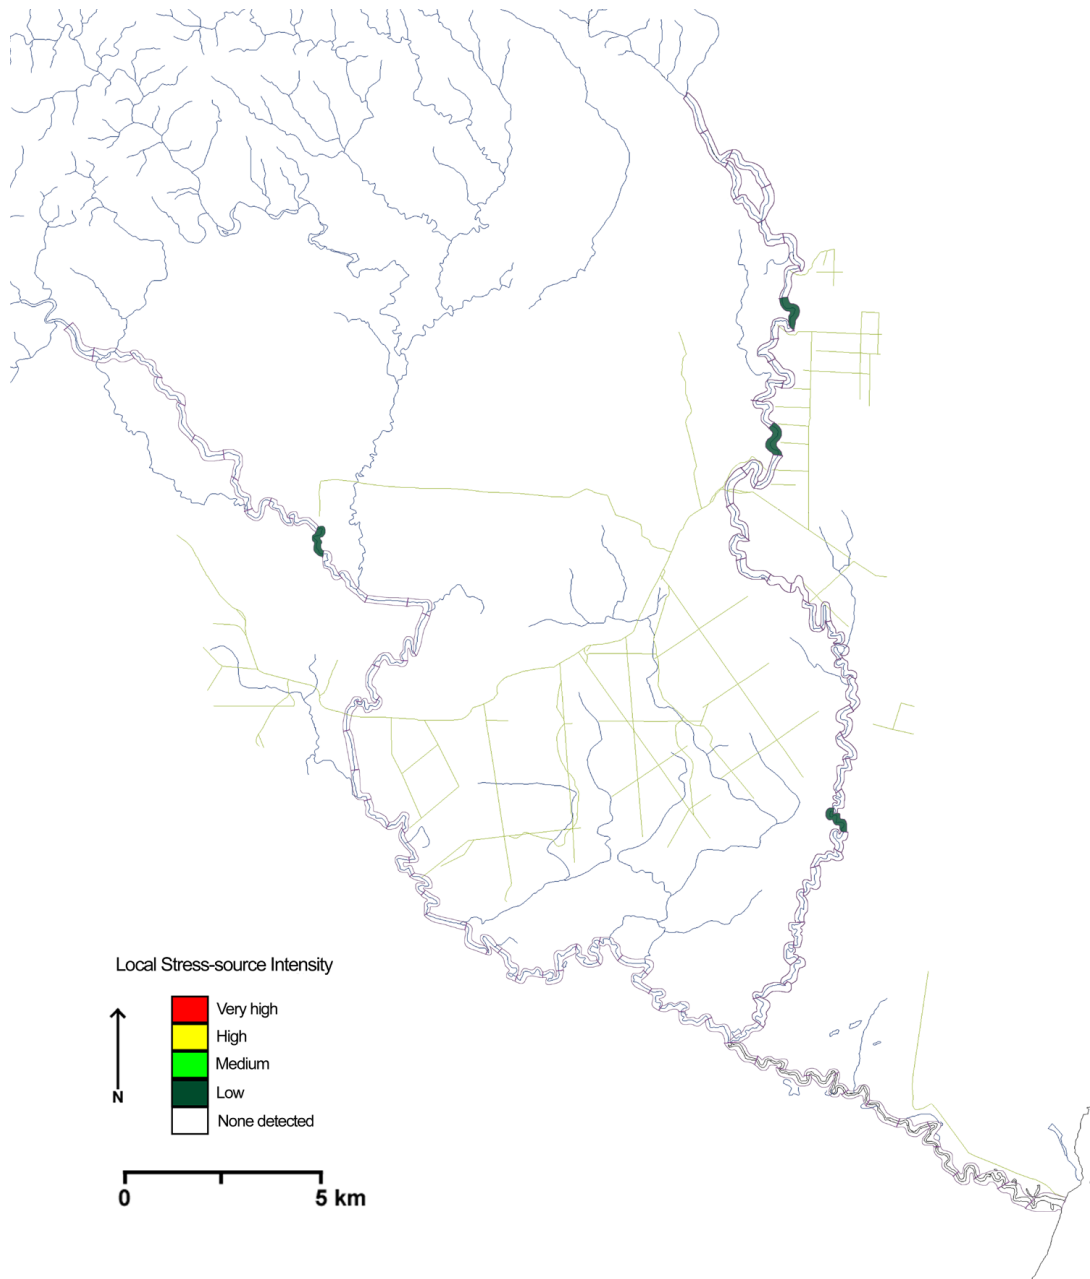 Local Stress-source Intensity
Very high
High
Medium
Low
None detected
N
0 5 km